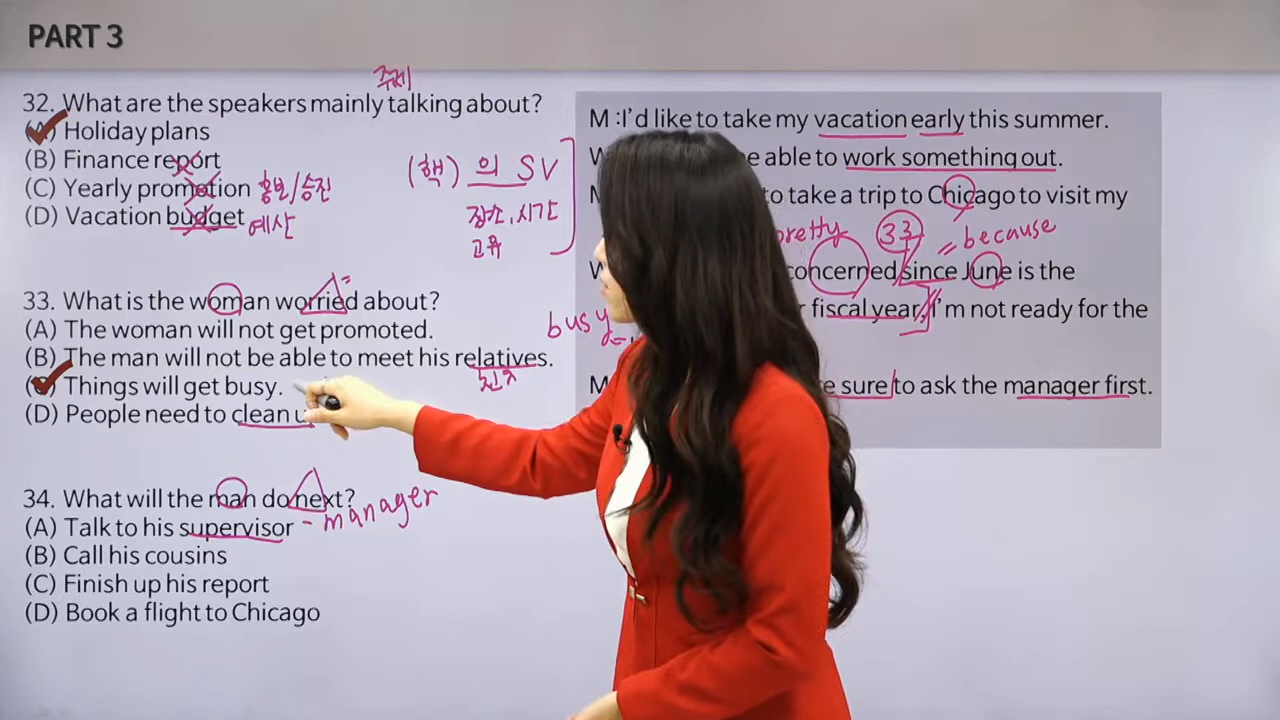 PART 3
주제
32. What are the speakers mainly talking about?
(A) Holiday plans
(B) Finance report
(C) Yearly promotion 홍보/승진
(D) Vacation budget 예산
(핵) 의 SV
장소, 시간
고유
33. What is the woman worried about?
(A) The woman will not get promoted.
(B) The man will not be able to meet his relatives.
친척
(C) Things will get busy.
(D) People need to clean
34. What will the man do next?
(A) Talk to his supervisor - manager
(B) Call his cousins
(C) Finish up his report
(D) Book a flight to Chicago
M :I'd like to take my vacation early this summer.
able to work something out.
to take a trip to Chicago to visit my
pretty 33 = because
concerned since June is the
fiscal year, I'm not ready for the
busy =
M sure to ask the manager first.